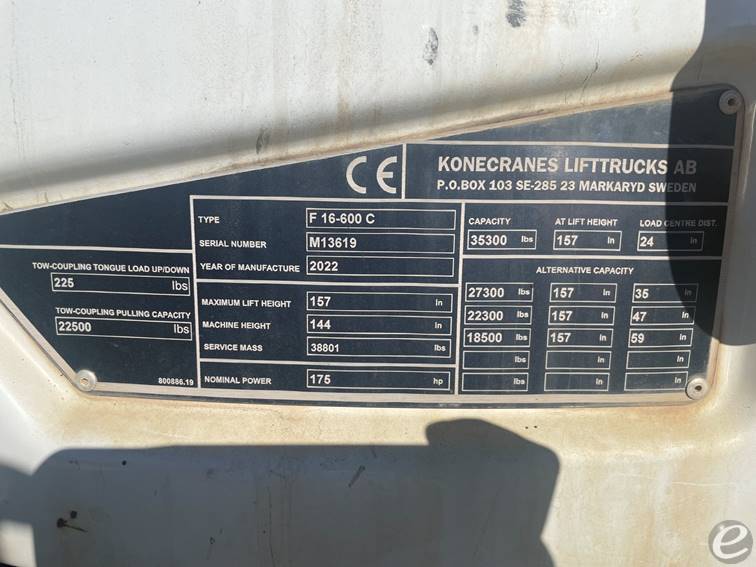 CE
KONECRANES LIFTTRUCKS AB
P.O.BOX 103 SE-285 23 MARKARYD SWEDEN
TYPE F 16-600 C
SERIAL NUMBER M13619
YEAR OF MANUFACTURE 2022
MAXIMUM LIFT HEIGHT 157 in
MACHINE HEIGHT 144 in
SERVICE MASS 38801 lbs
NOMINAL POWER 175 hp
TOW-COUPLING TONGUE LOAD UP/DOWN
225 lbs
TOW-COUPLING PULLING CAPACITY
22500 lbs
800886.19
CAPACITY AT LIFT HEIGHT LOAD CENTRE DIST.
35300 lbs 157 in 24 in
ALTERNATIVE CAPACITY
27300 lbs 157 in 35 in
22300 lbs 157 in 47 in
18500 lbs 157 in 59 in
lbs in in
lbs in in
e